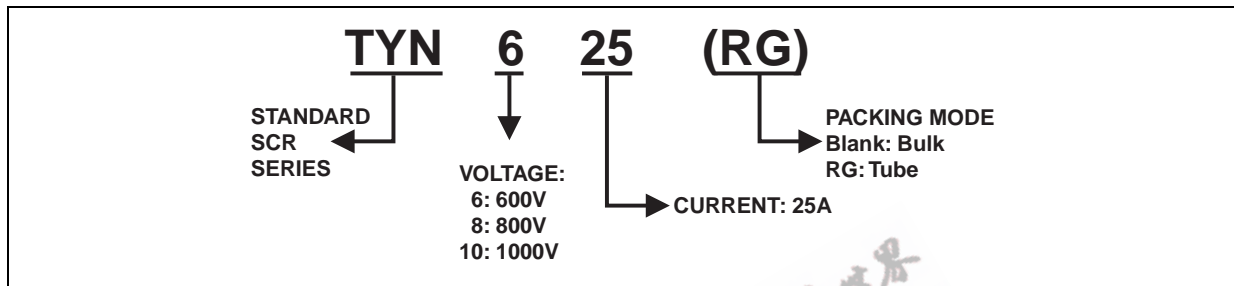 TYN 6 25 (RG)
STANDARD
SCR
SERIES
VOLTAGE:
6: 600V
8: 800V
10: 1000V
CURRENT: 25A
PACKING MODE
Blank: Bulk
RG: Tube